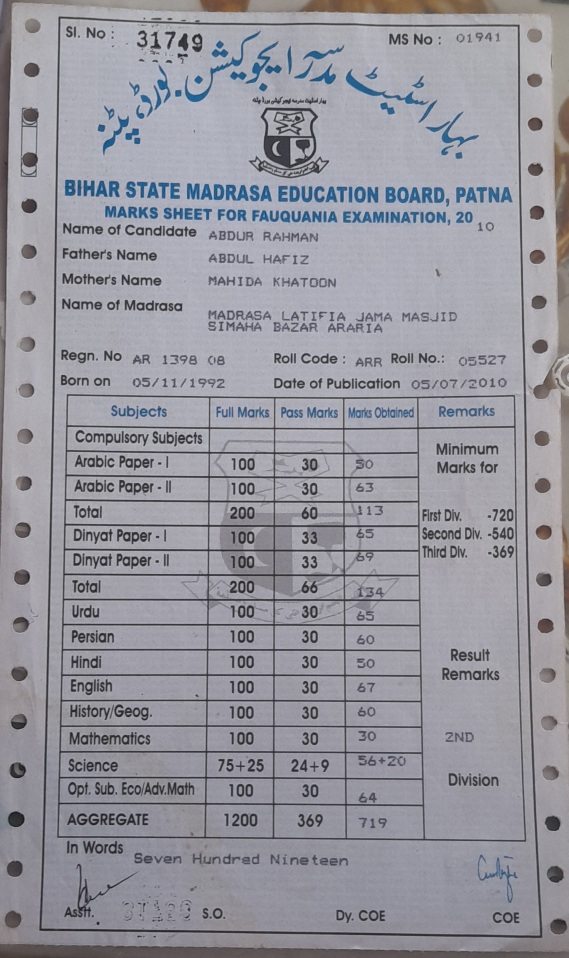 Sl. No : 31749 MS No : 01941
بہار اسٹیٹ مدرسہ ایجوکیشن بورڈ، پٹنہ
بہار اسٹیٹ مدرسہ ایجوکیشن بورڈ پٹنہ
BIHAR STATE MADRASA EDUCATION BOARD, PATNA
MARKS SHEET FOR FAUQUANIA EXAMINATION, 20 10
Name of Candidate ABDUR RAHMAN
Father's Name ABDUL HAFIZ
Mother's Name MAHIDA KHATOON
Name of Madrasa MADRASA LATIFIA JAMA MASJID
SIMAHA BAZAR ARARIA
Regn. No AR 1398 08 Roll Code : ARR Roll No.: 05527
Born on 05/11/1992 Date of Publication 05/07/2010
Subjects Full Marks Pass Marks Marks Obtained Remarks
Compulsory Subjects
Minimum
Arabic Paper - I 100 30 50 Marks for
Arabic Paper - II 100 30 63
Total 200 60 113 First Div. -720
Dinyat Paper - I 100 33 65 Second Div. -540
Dinyat Paper - II 100 33 69 Third Div. -369
Total 200 66 134
Urdu 100 30 65
Persian 100 30 60
Hindi 100 30 50 Result
Remarks
English 100 30 67
History/Geog. 100 30 60
Mathematics 100 30 30 2ND
Science 75+25 24+9 56+20
Opt. Sub. Eco/Adv.Math 100 30 64 Division
AGGREGATE 1200 369 719
In Words Seven Hundred Nineteen
Asstt. S.O. Dy. COE COE